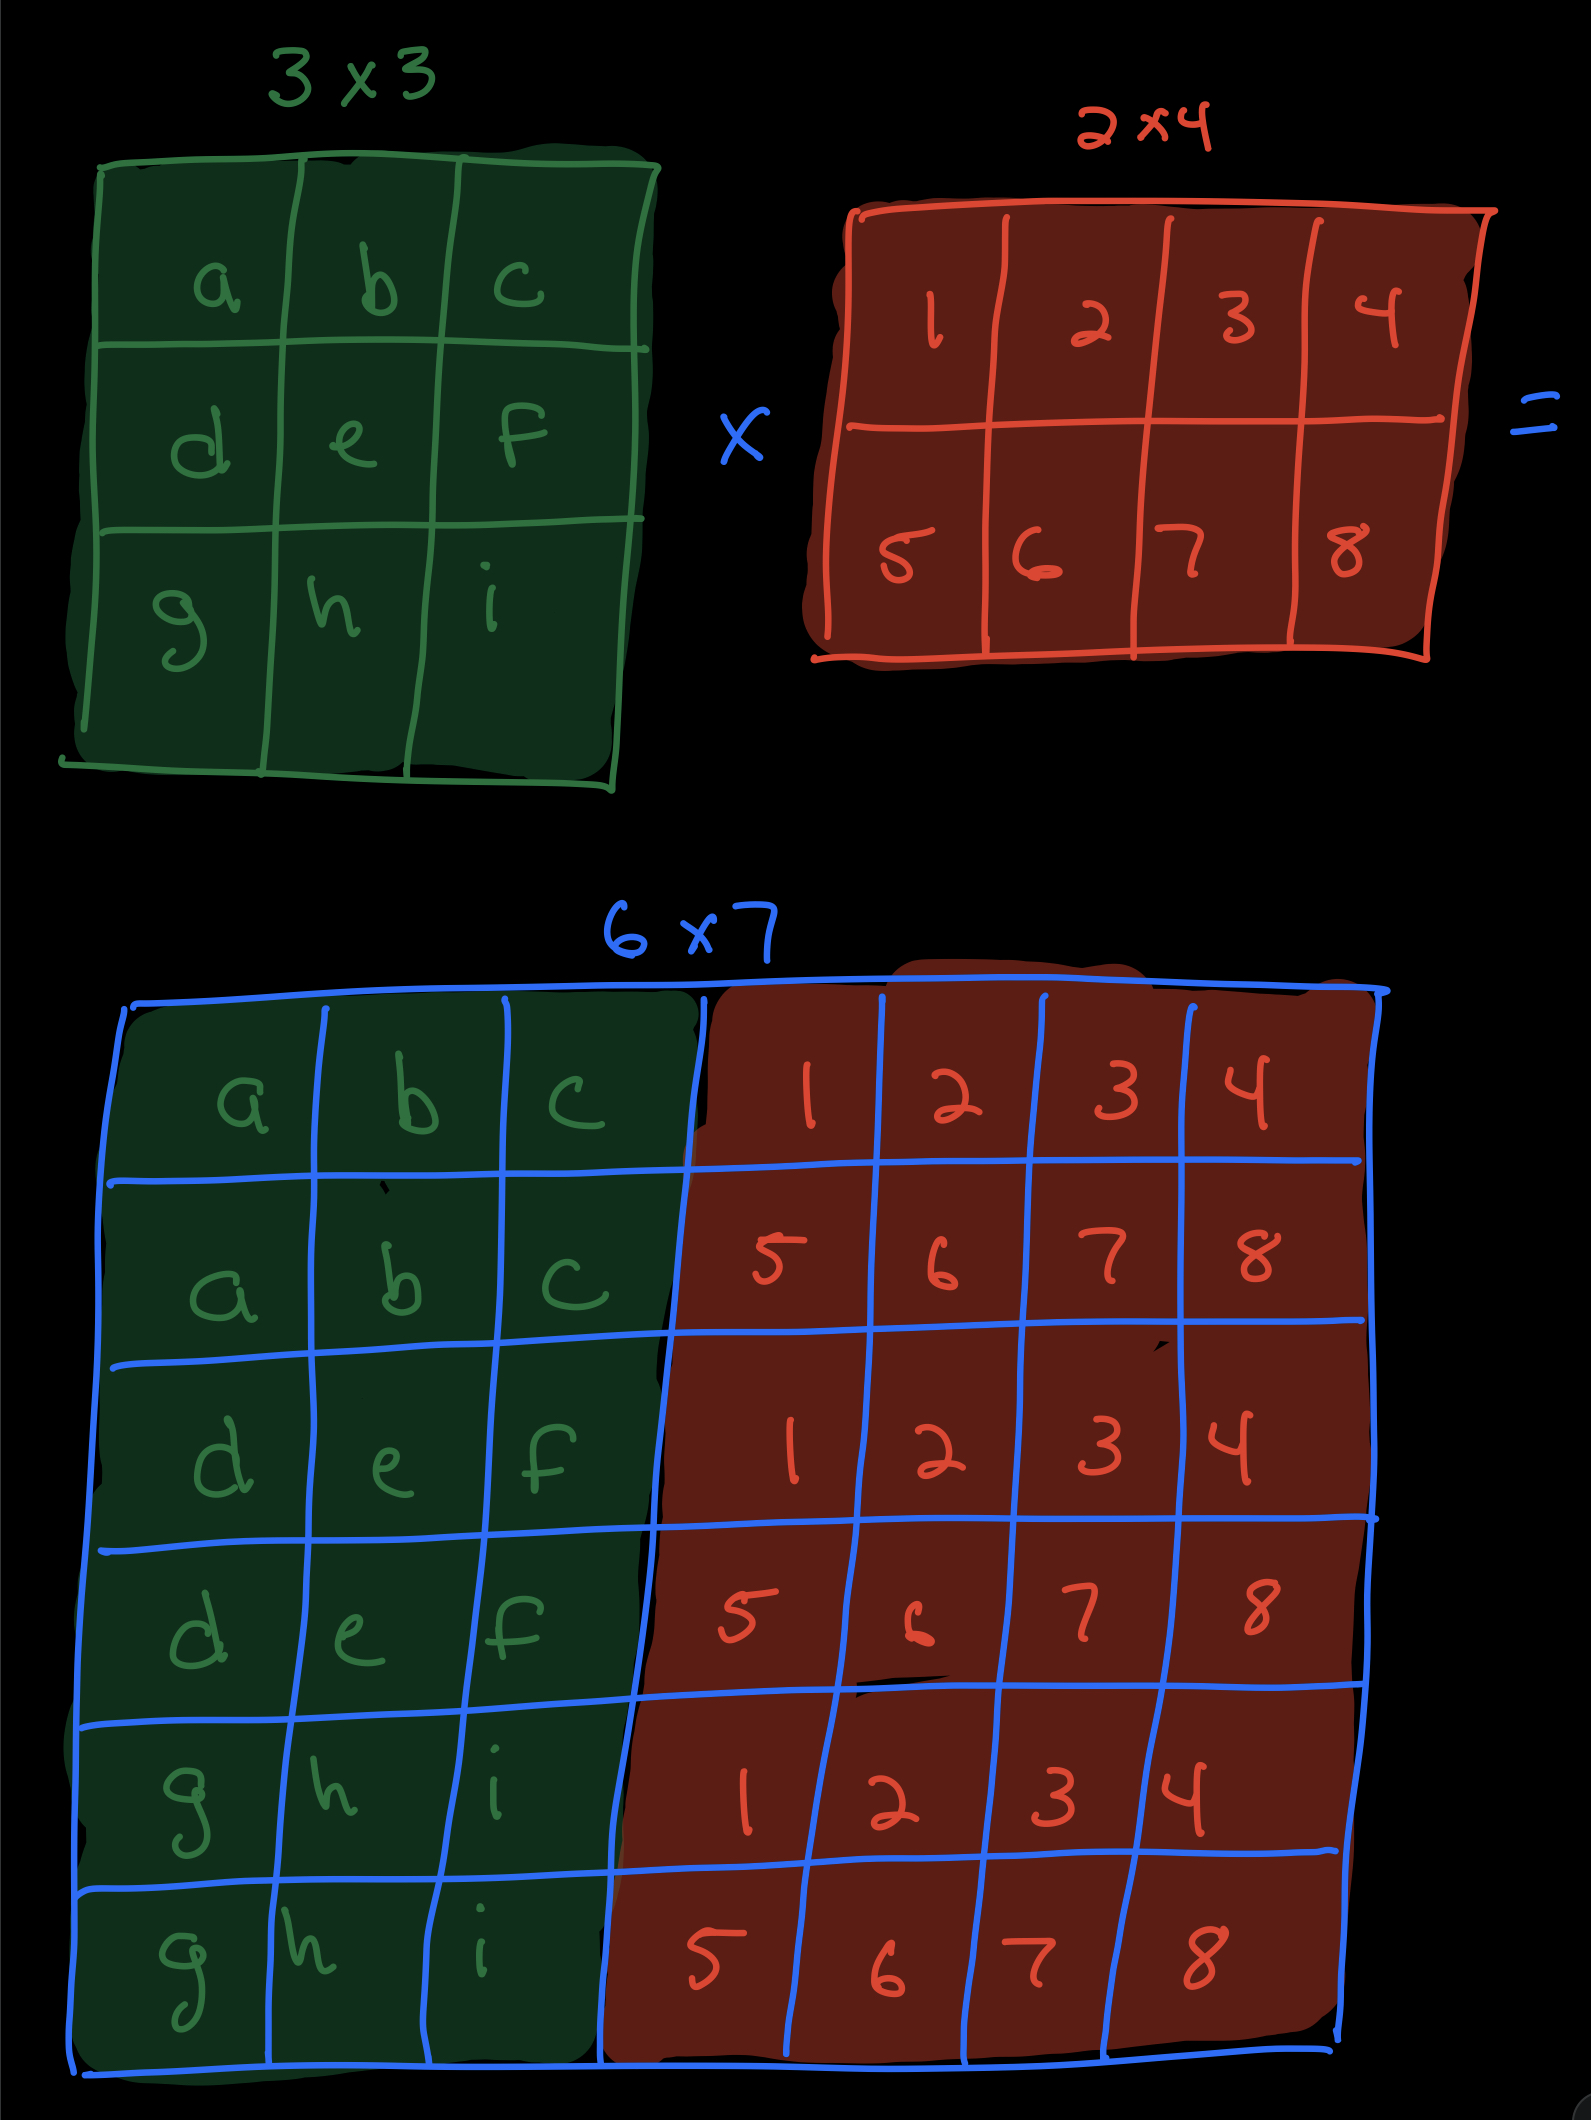 3 x 3
2 x 4
a b c
d e f
g h i
x
1 2 3 4
5 6 7 8
=
6 x 7
a b c 1 2 3 4
a b c 5 6 7 8
d e f 1 2 3 4
d e f 5 6 7 8
g h i 1 2 3 4
g h i 5 6 7 8